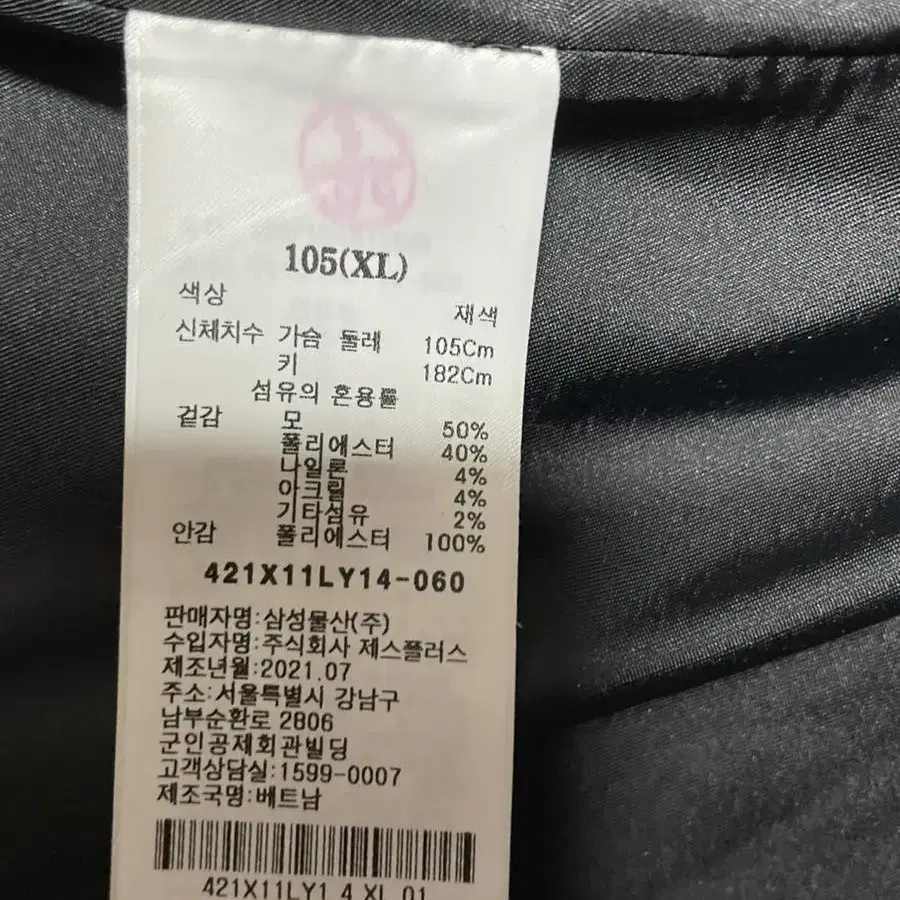 105(XL)
색상 재색
신체치수 가슴 둘레 105Cm
키 182Cm
섬유의 혼용률
겉감 모 50%
폴리에스터 40%
나일론 4%
아크릴 4%
기타섬유 2%
안감 폴리에스터 100%
421X11LY14-060
판매자명:삼성물산(주)
수입자명:주식회사 제스플러스
제조년월:2021.07
주소:서울특별시 강남구
남부순환로 2806
군인공제회관빌딩
고객상담실:1599-0007
제조국명:베트남
421X11LY1 4 XL 01